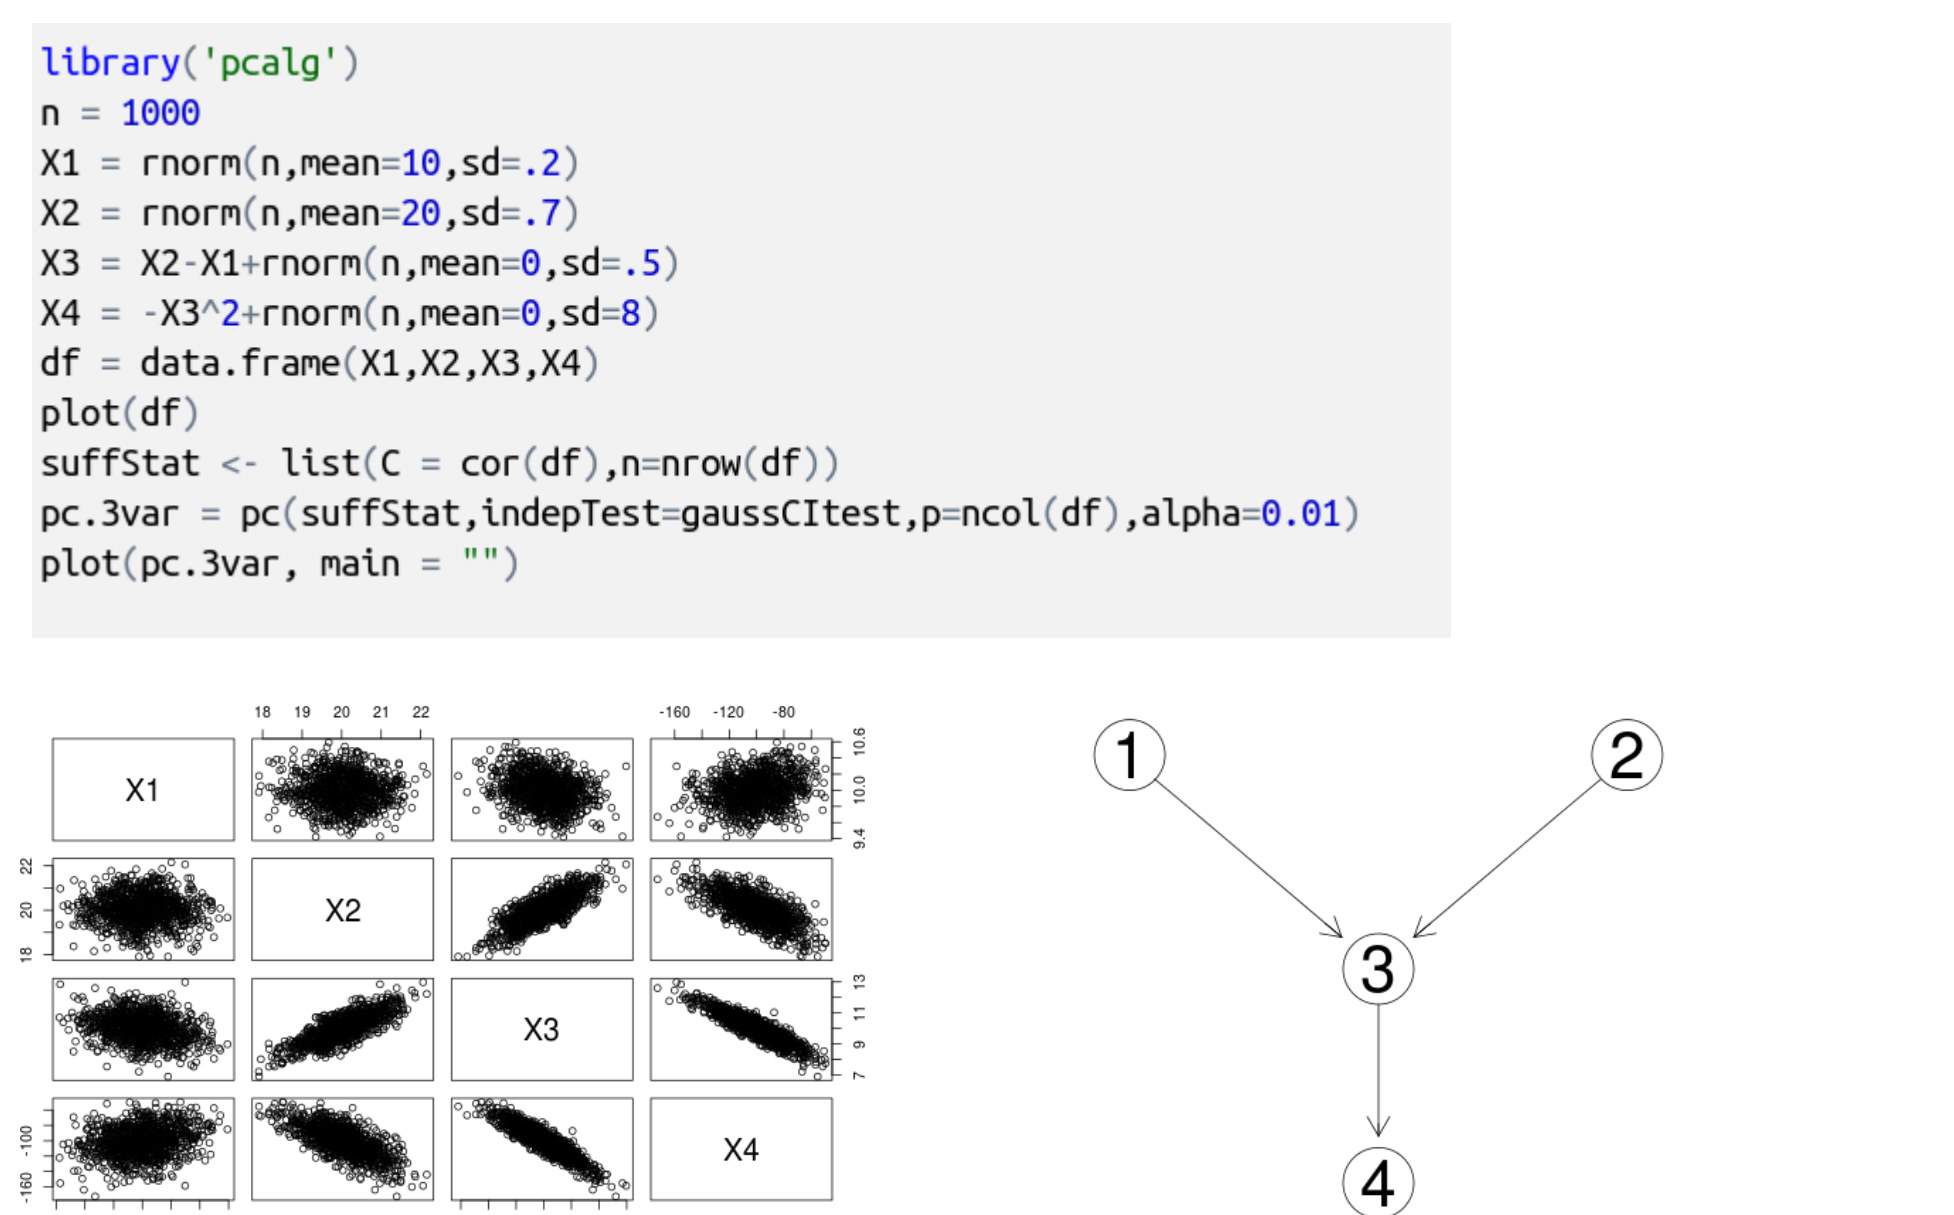 library('pcalg')
n = 1000
X1 = rnorm(n,mean=10,sd=.2)
X2 = rnorm(n,mean=20,sd=.7)
X3 = X2-X1+rnorm(n,mean=0,sd=.5)
X4 = -X3^2+rnorm(n,mean=0,sd=8)
df = data.frame(X1,X2,X3,X4)
plot(df)
suffStat <- list(C = cor(df),n=nrow(df))
pc.3var = pc(suffStat,indepTest=gaussCItest,p=ncol(df),alpha=0.01)
plot(pc.3var, main = "")
18 19 20 21 22
-160 -120 -80
X1
9.4 10.0 10.6
18 20 22
X2
X3
7 9 11 13
-160 -100
X4
1
2
3
4